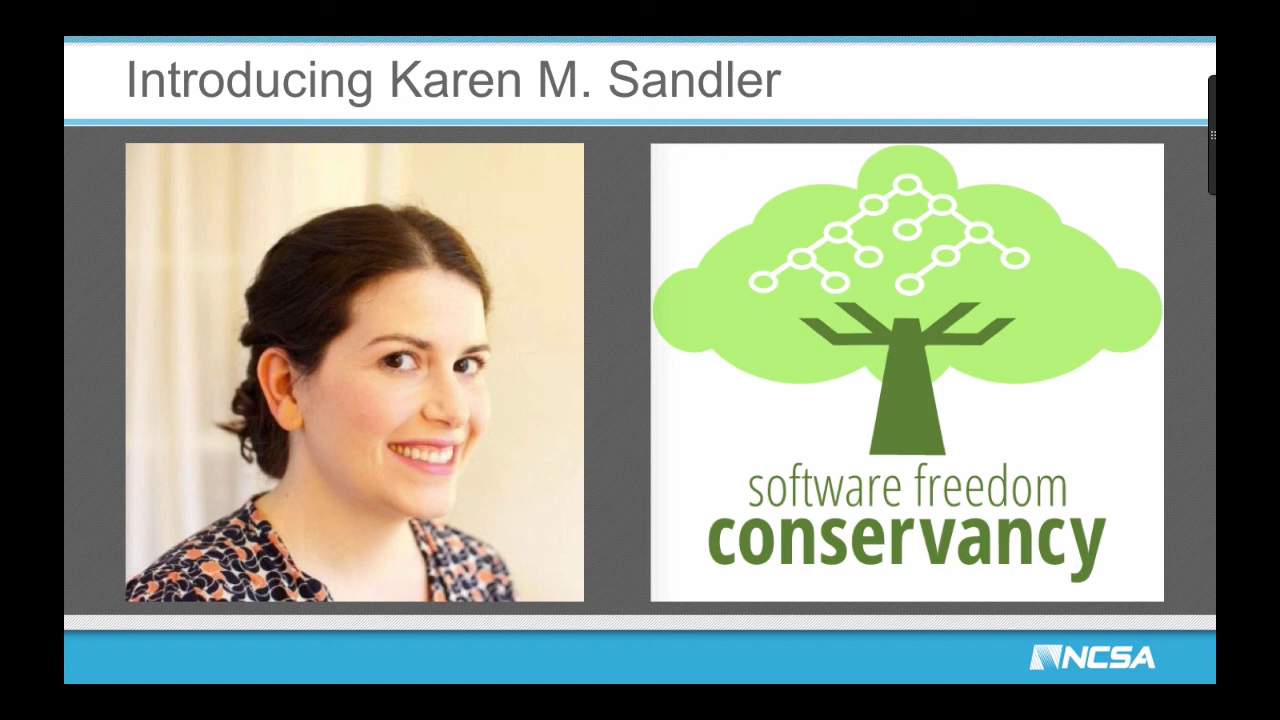 Introducing Karen M. Sandler
software freedom
conservancy
NCSA